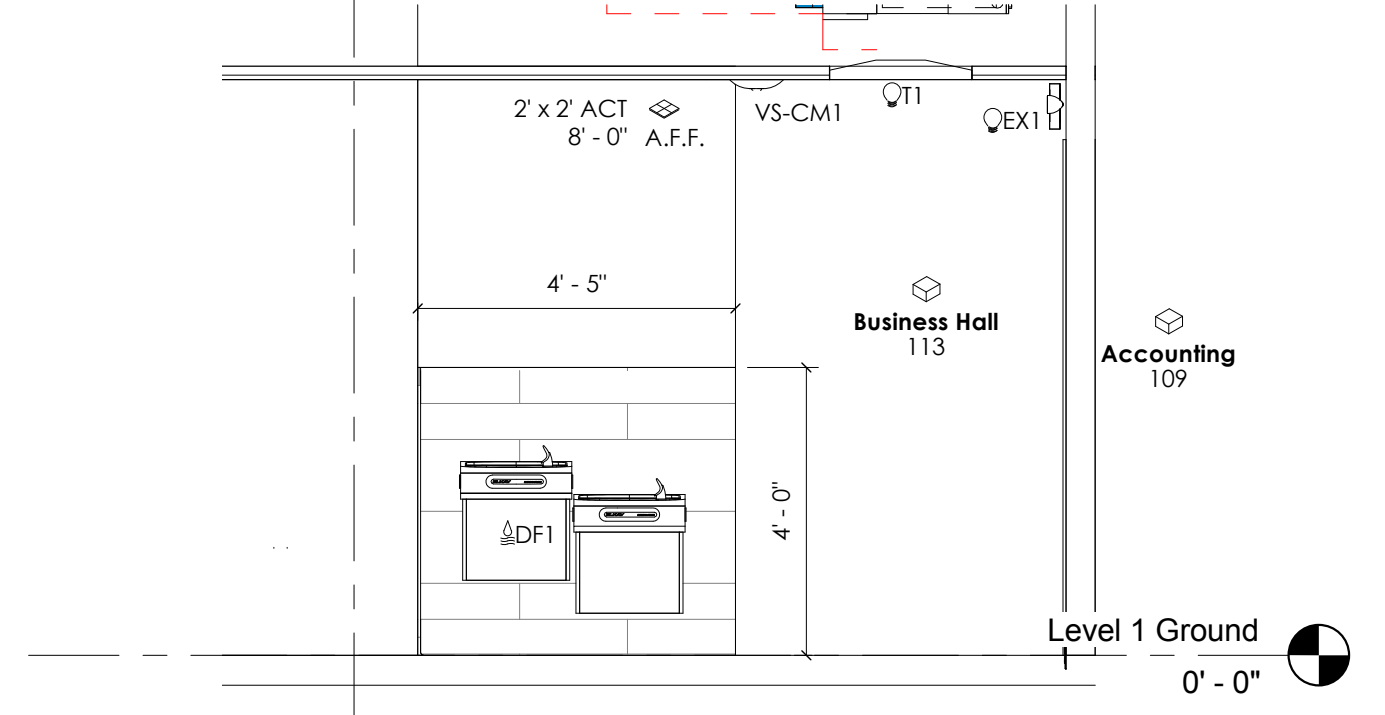 2' x 2' ACT
8' - 0" A.F.F.
VS-CM1
T1
EX1
4' - 5"
Business Hall
113
Accounting
109
4' - 0"
DF1
Level 1 Ground
0' - 0"